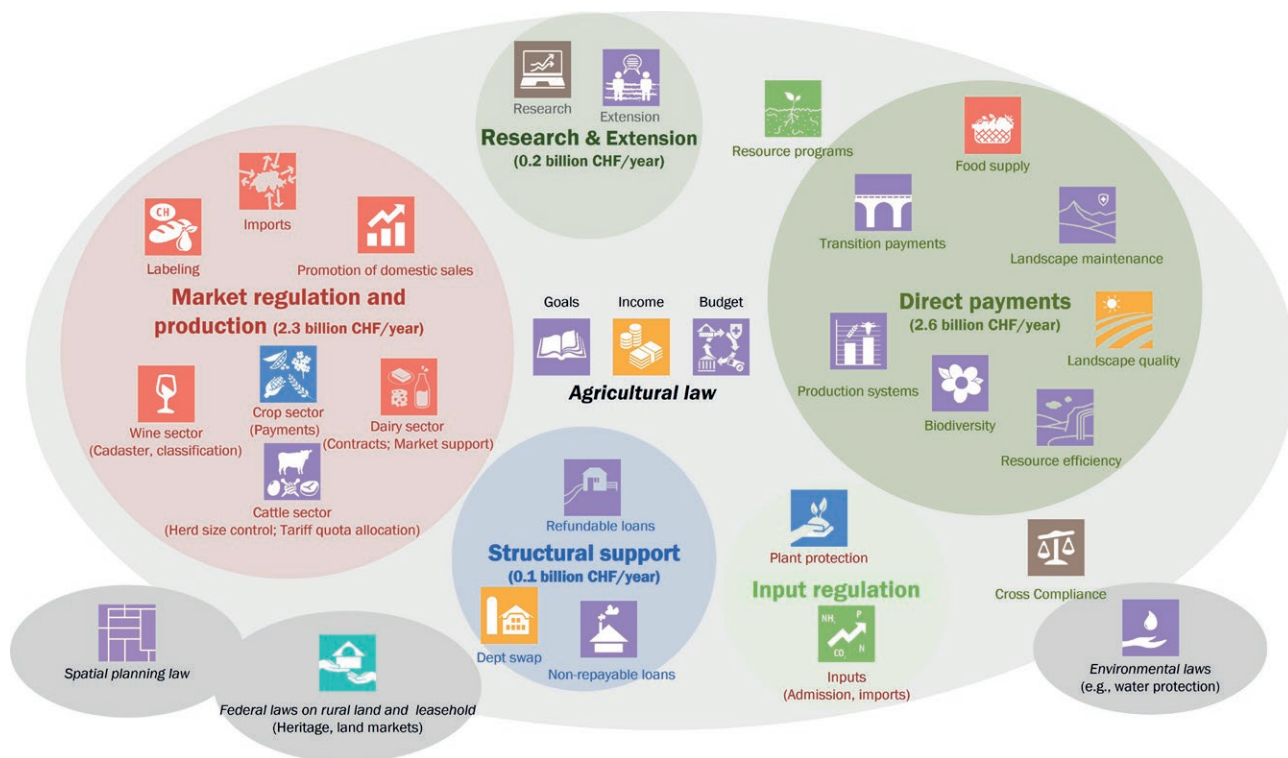 Research
Extension
Research & Extension
(0.2 billion CHF/year)
Resource programs
Food supply
Transition payments
Landscape maintenance
Direct payments
(2.6 billion CHF/year)
Landscape quality
Production systems
Biodiversity
Resource efficiency
CH
Labeling
Imports
Promotion of domestic sales
Market regulation and
production (2.3 billion CHF/year)
Wine sector
(Cadaster, classification)
Crop sector
(Payments)
Dairy sector
(Contracts; Market support)
Cattle sector
(Herd size control; Tariff quota allocation)
Goals
Income
Budget
Agricultural law
Refundable loans
Structural support
(0.1 billion CHF/year)
Dept swap
Non-repayable loans
Plant protection
Input regulation
NH₃ P
CO₂ N
Inputs
(Admission, imports)
Cross Compliance
Spatial planning law
Federal laws on rural land and leasehold
(Heritage, land markets)
Environmental laws
(e.g., water protection)